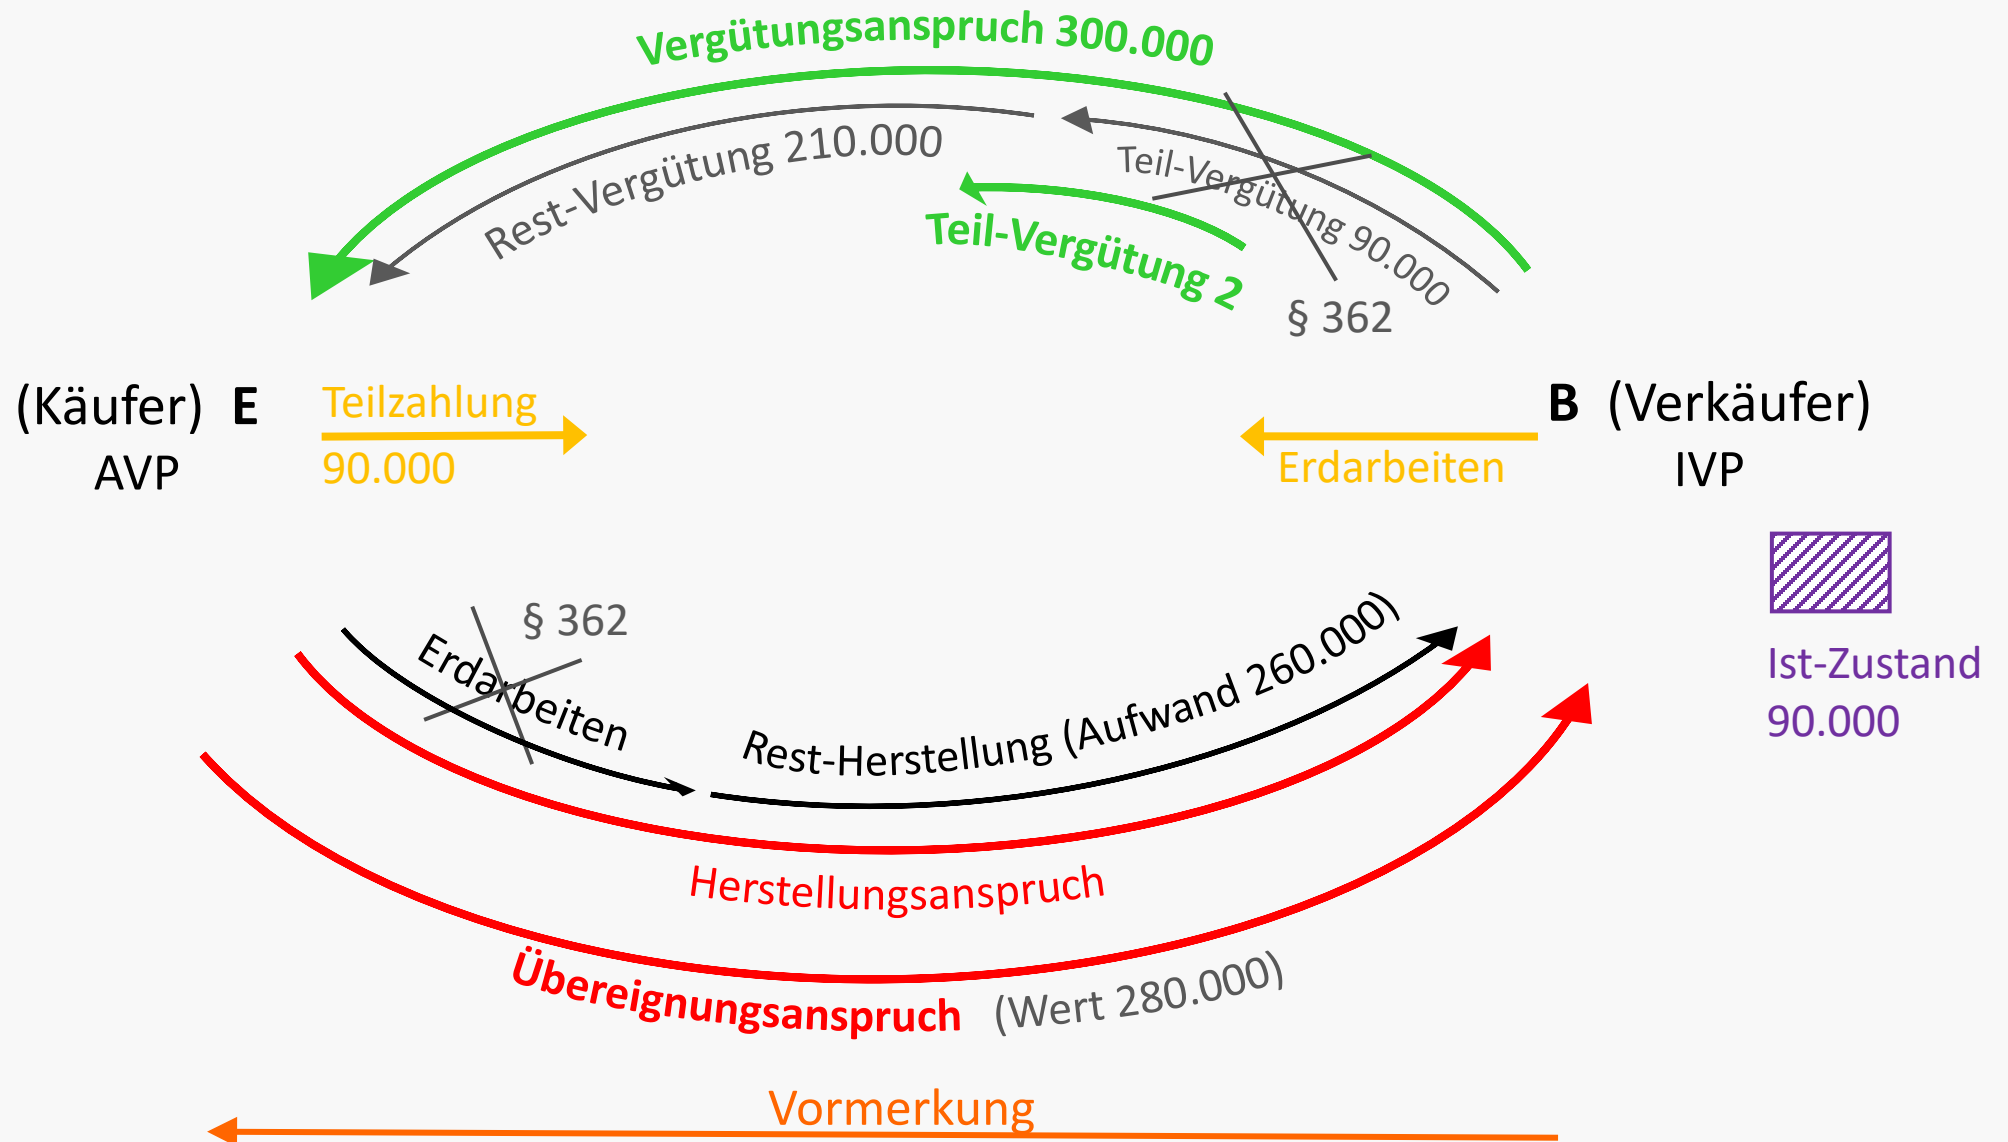 Vergütungsanspruch 300.000
Rest-Vergütung 210.000
Teil-Vergütung 90.000
Teil-Vergütung 2
§ 362
(Käufer) E
AVP
Teilzahlung
90.000
B (Verkäufer)
IVP
Erdarbeiten
Ist-Zustand
90.000
§ 362
Erdarbeiten
Rest-Herstellung (Aufwand 260.000)
Herstellungsanspruch
Übereignungsanspruch (Wert 280.000)
Vormerkung